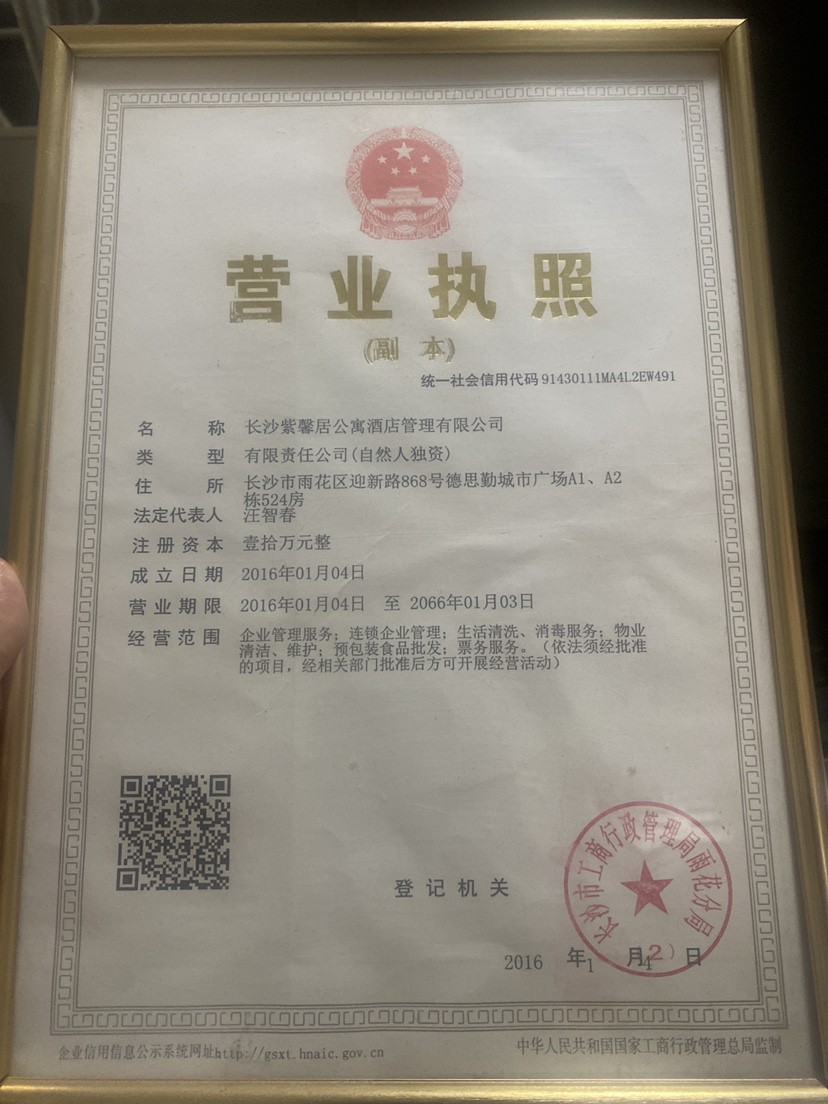 营业执照
(副本)
统一社会信用代码 91430111MA4L2EW491
名称 长沙紫馨居公寓酒店管理有限公司
类型 有限责任公司(自然人独资)
住所 长沙市雨花区迎新路868号德思勤城市广场A1、A2
栋524房
法定代表人 汪智春
注册资本 壹拾万元整
成立日期 2016年01月04日
营业期限 2016年01月04日 至 2066年01月03日
经营范围 企业管理服务；连锁企业管理；生活清洗、消毒服务；物业
清洁、维护；预包装食品批发；票务服务。（依法须经批准
的项目，经相关部门批准后方可开展经营活动）
长沙市工商行政管理局雨花分局
(2)
登记机关
2016 年1 月4 日
企业信用信息公示系统网址http://gsxt.hnaic.gov.cn
中华人民共和国国家工商行政管理总局监制